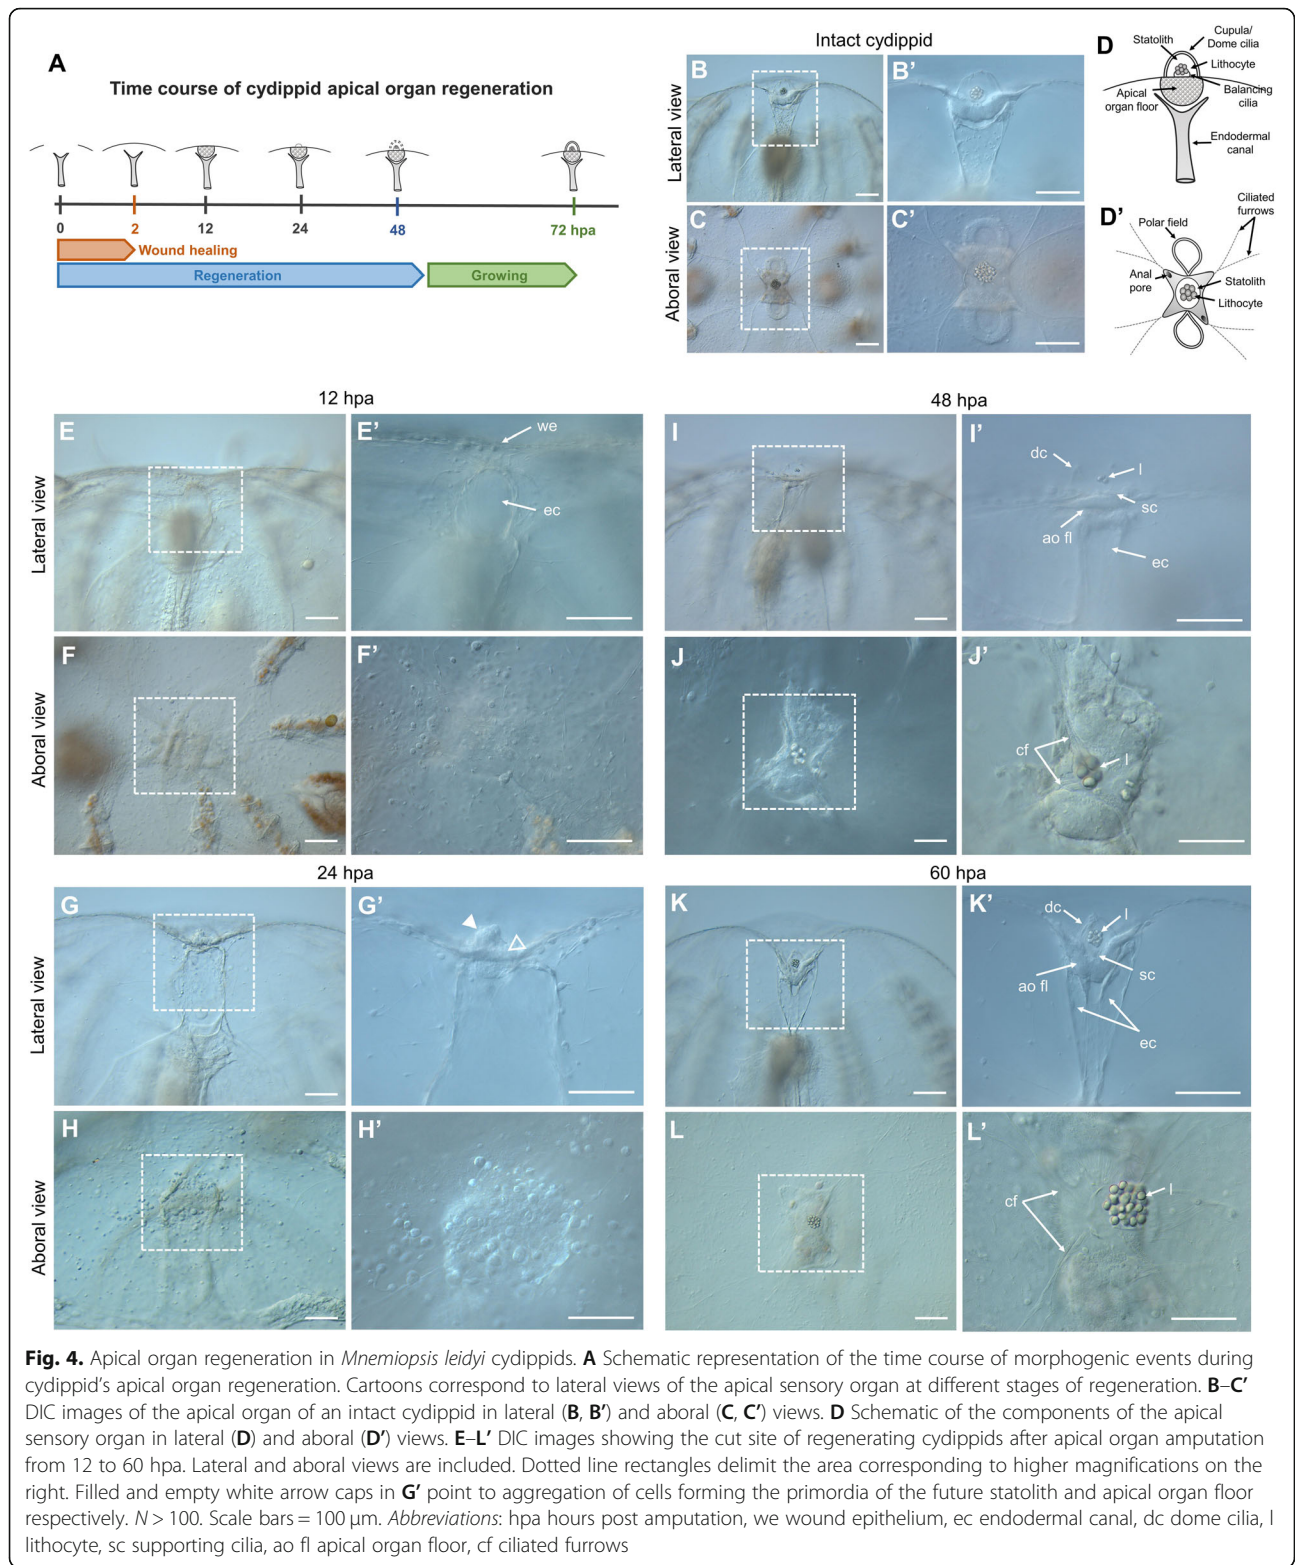 A
Time course of cydippid apical organ regeneration
0
2
12
24
48
72 hpa
Wound healing
Regeneration
Growing
Intact cydippid
Lateral view
B
B’
Aboral view
C
C’
D
Statolith
Cupula/
Dome cilia
Lithocyte
Apical
organ floor
Balancing
cilia
Endodermal
canal
D’
Polar field
Ciliated
furrows
Anal
pore
Statolith
Lithocyte
12 hpa
Lateral view
E
E’
we
ec
Aboral view
F
F’
48 hpa
I
I’
dc
l
sc
ao fl
ec
J
J’
cf
l
24 hpa
Lateral view
G
G’
Aboral view
H
H’
60 hpa
K
K’
dc
l
sc
ao fl
ec
L
L’
cf
l
Fig. 4. Apical organ regeneration in Mnemiopsis leidyi cydippids. A Schematic representation of the time course of morphogenic events during
cydippid’s apical organ regeneration. Cartoons correspond to lateral views of the apical sensory organ at different stages of regeneration. B–C’
DIC images of the apical organ of an intact cydippid in lateral (B, B’) and aboral (C, C’) views. D Schematic of the components of the apical
sensory organ in lateral (D) and aboral (D’) views. E–L’ DIC images showing the cut site of regenerating cydippids after apical organ amputation
from 12 to 60 hpa. Lateral and aboral views are included. Dotted line rectangles delimit the area corresponding to higher magnifications on the
right. Filled and empty white arrow caps in G’ point to aggregation of cells forming the primordia of the future statolith and apical organ floor
respectively. N > 100. Scale bars = 100 μm. Abbreviations: hpa hours post amputation, we wound epithelium, ec endodermal canal, dc dome cilia, l
lithocyte, sc supporting cilia, ao fl apical organ floor, cf ciliated furrows